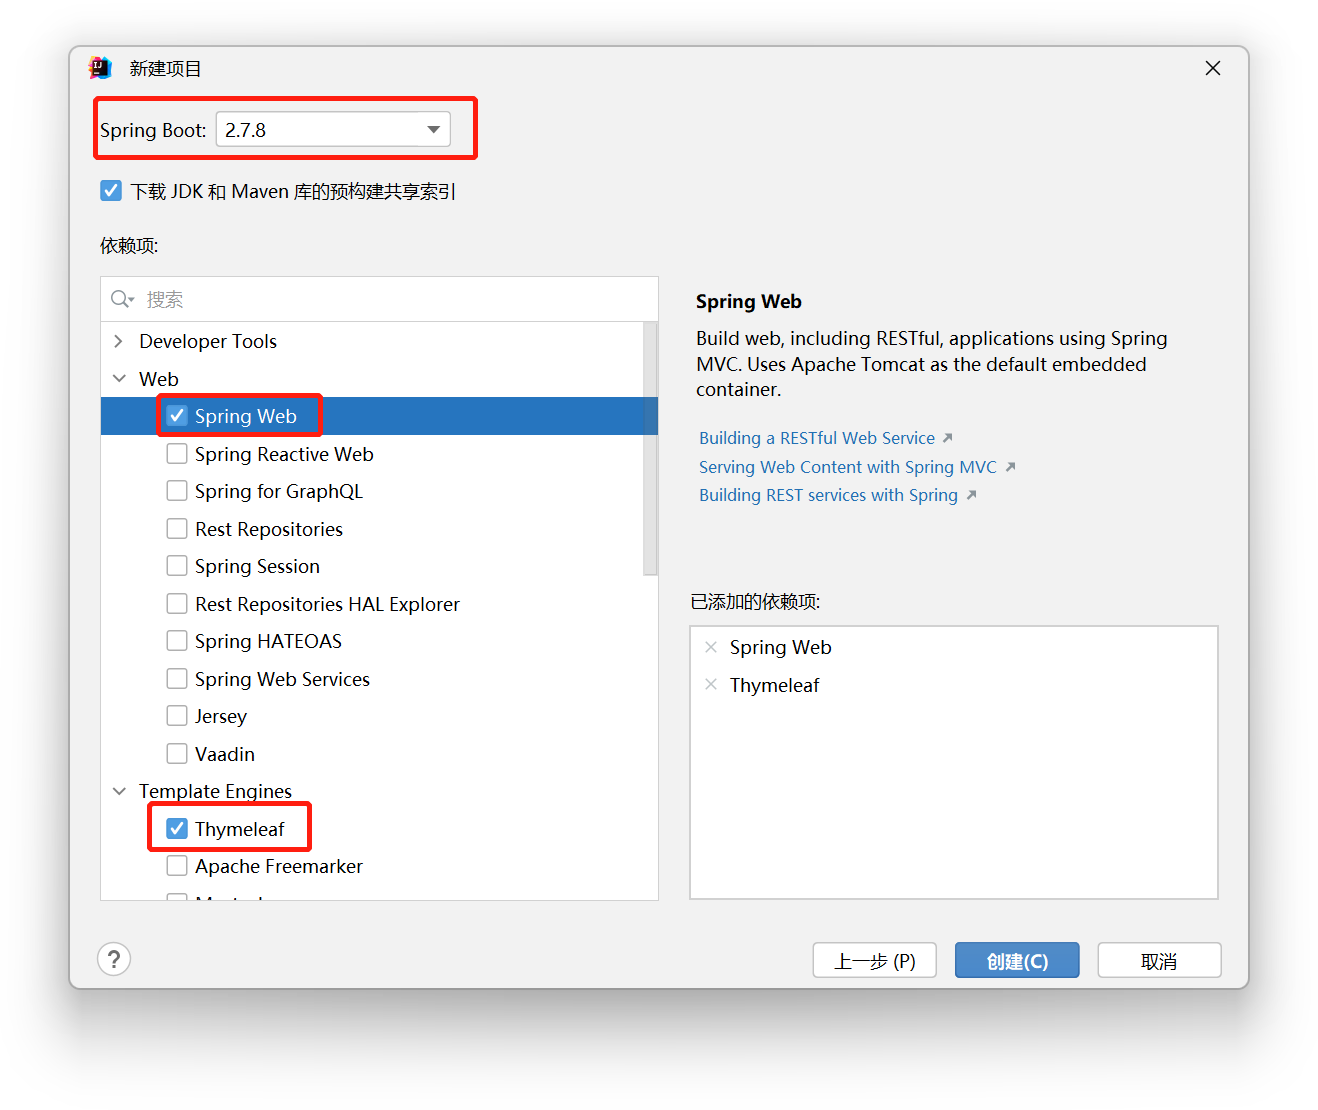 新建项目
Spring Boot: 2.7.8
下载 JDK 和 Maven 库的预构建共享索引
依赖项:
搜索
Developer Tools
Web
Spring Web
Spring Reactive Web
Spring for GraphQL
Rest Repositories
Spring Session
Rest Repositories HAL Explorer
Spring HATEOAS
Spring Web Services
Jersey
Vaadin
Template Engines
Thymeleaf
Apache Freemarker
Spring Web
Build web, including RESTful, applications using Spring
MVC. Uses Apache Tomcat as the default embedded
container.
Building a RESTful Web Service
Serving Web Content with Spring MVC
Building REST services with Spring
已添加的依赖项:
Spring Web
Thymeleaf
?
上一步 (P)
创建(C)
取消